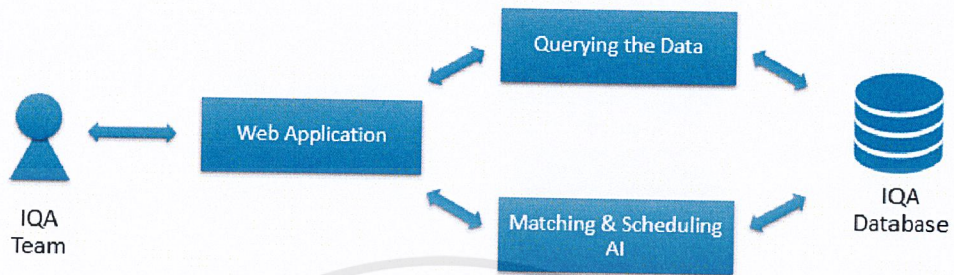 Querying the Data
Web Application
IQA
Team
Matching & Scheduling
AI
IQA
Database